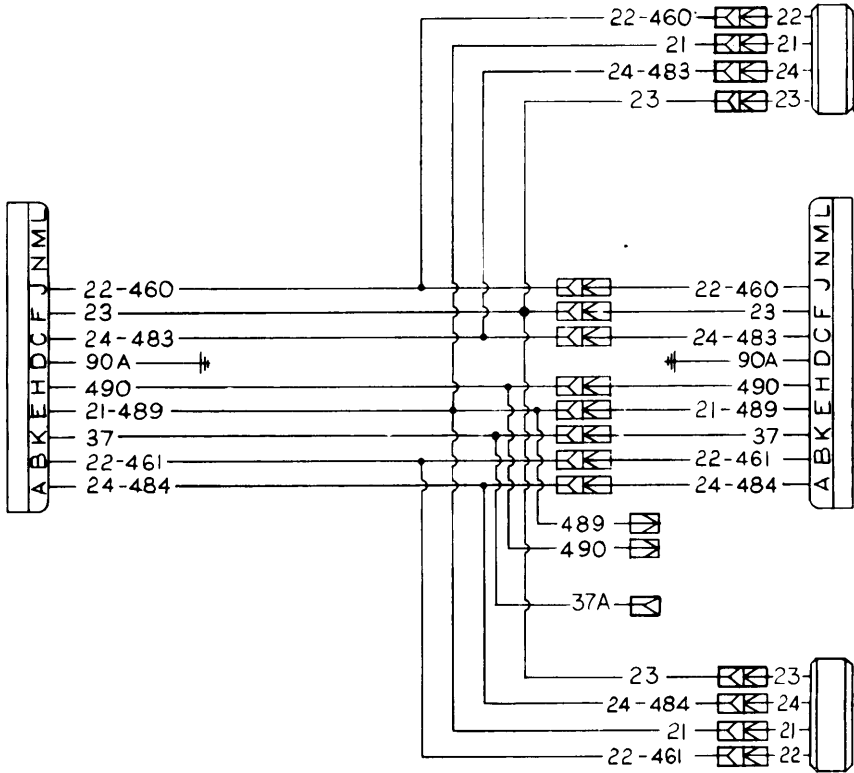 22-460 22
21 21
24-483 24
23 23
L L
M M
N N
J 22-460 22-460 J
F 23 23 F
C 24-483 24-483 C
D 90A 90A D
H 490 490 H
E 21-489 21-489 E
K 37 37 K
B 22-461 22-461 B
A 24-484 24-484 A
489
490
37A
23 23
24-484 24
21 21
22-461 22